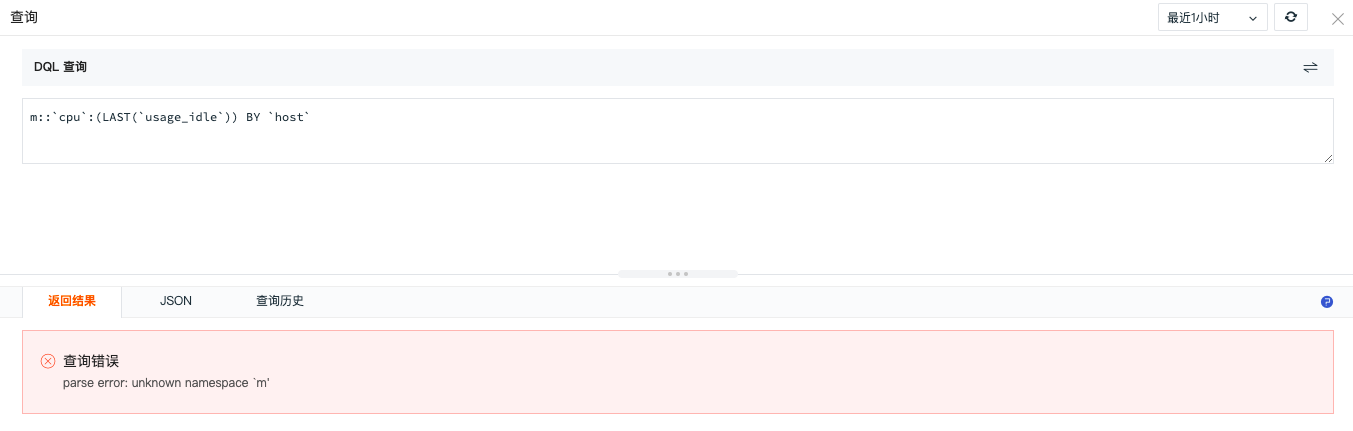 查询
最近1小时
DQL 查询
m::`cpu`:(LAST(`usage_idle`)) BY `host`
返回结果
JSON
查询历史
查询错误
parse error: unknown namespace `m'